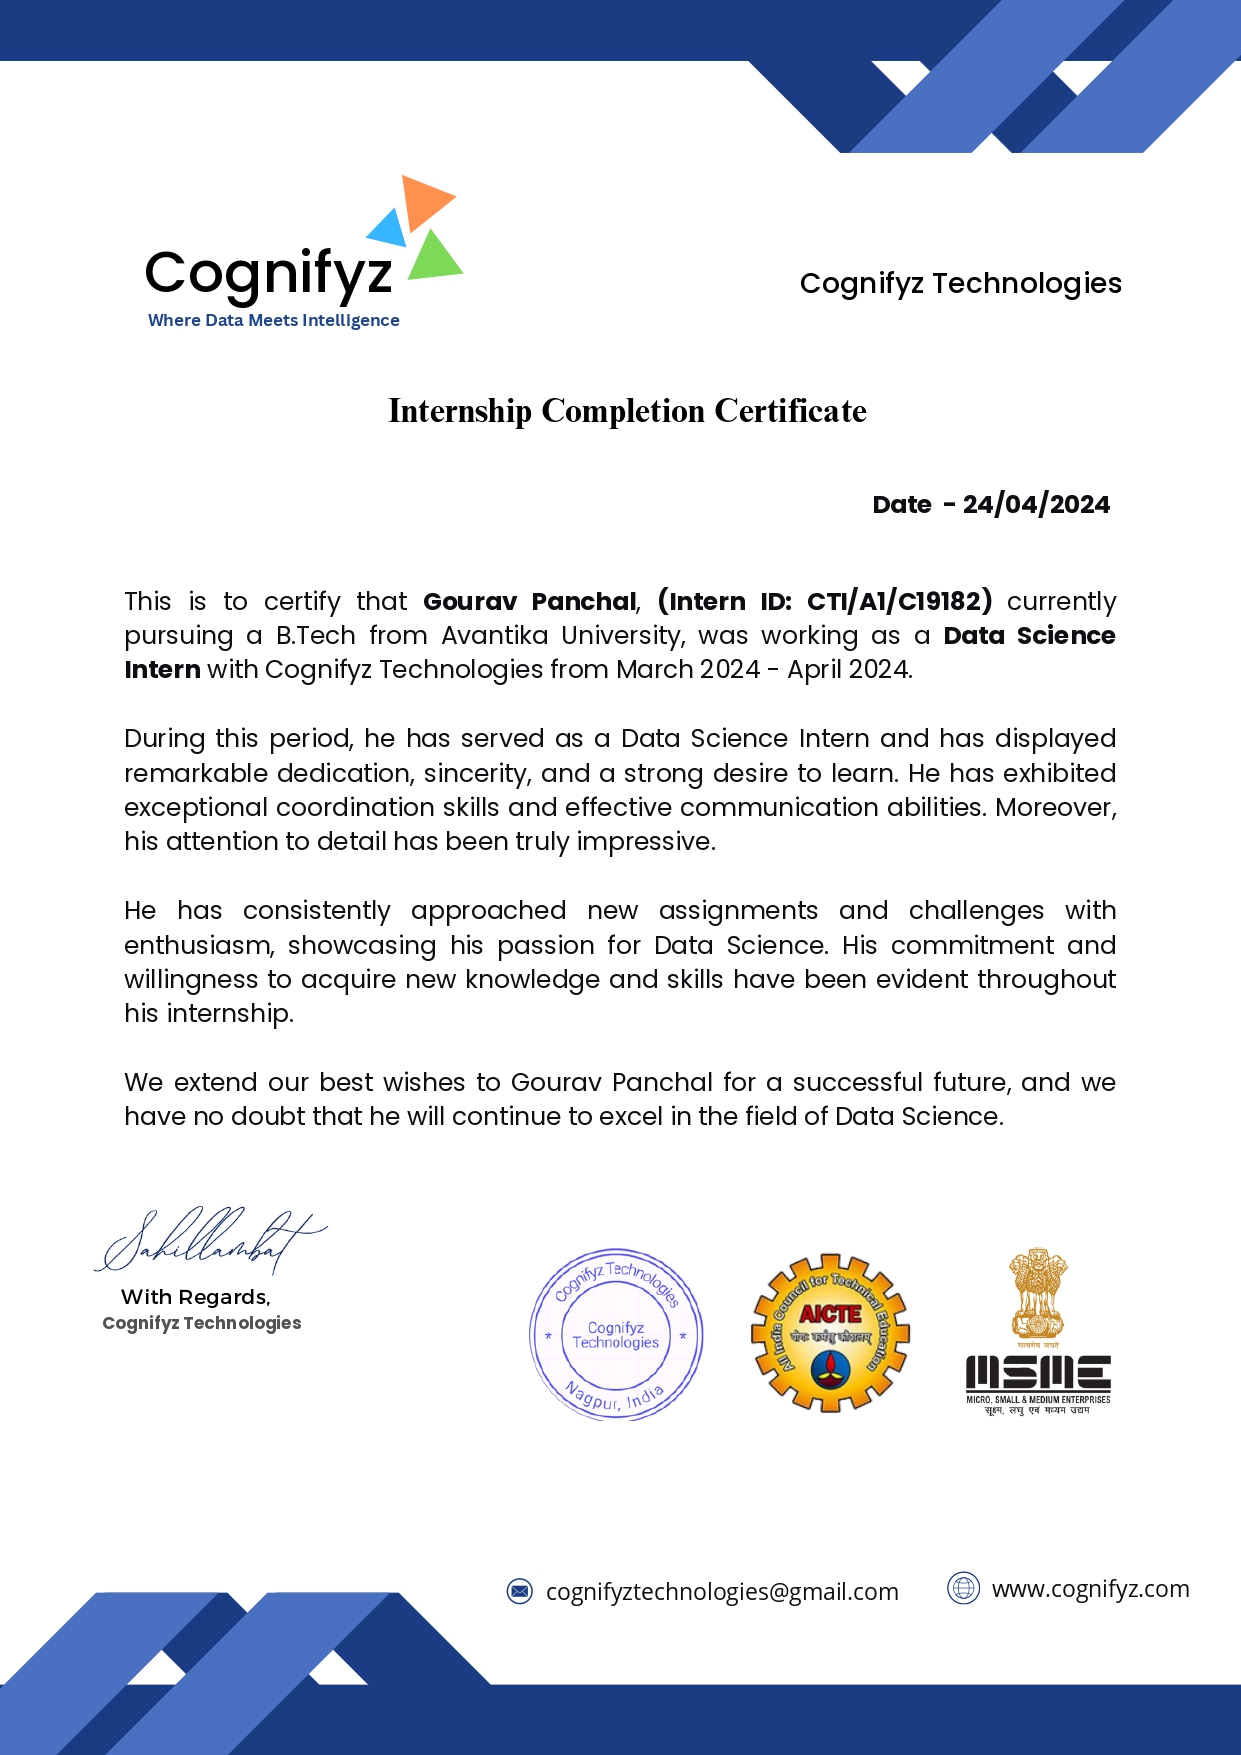 Cognifyz
Where Data Meets Intelligence
Cognifyz Technologies
Internship Completion Certificate
Date - 24/04/2024
This is to certify that Gourav Panchal, (Intern ID: CTI/A1/C19182) currently
pursuing a B.Tech from Avantika University, was working as a Data Science
Intern with Cognifyz Technologies from March 2024 - April 2024.
During this period, he has served as a Data Science Intern and has displayed
remarkable dedication, sincerity, and a strong desire to learn. He has exhibited
exceptional coordination skills and effective communication abilities. Moreover,
his attention to detail has been truly impressive.
He has consistently approached new assignments and challenges with
enthusiasm, showcasing his passion for Data Science. His commitment and
willingness to acquire new knowledge and skills have been evident throughout
his internship.
We extend our best wishes to Gourav Panchal for a successful future, and we
have no doubt that he will continue to excel in the field of Data Science.
Sahillambat
With Regards,
Cognifyz Technologies
Cognifyz Technologies
Cognifyz
Technologies
* *
Nagpur, India
All India Council for Technical Education
AICTE
योगः कर्मसु कौशलम्
सत्यमेव जयते
MSME
MICRO, SMALL & MEDIUM ENTERPRISES
सूक्ष्म, लघु एवं मध्यम उद्यम
cognifyztechnologies@gmail.com
www.cognifyz.com